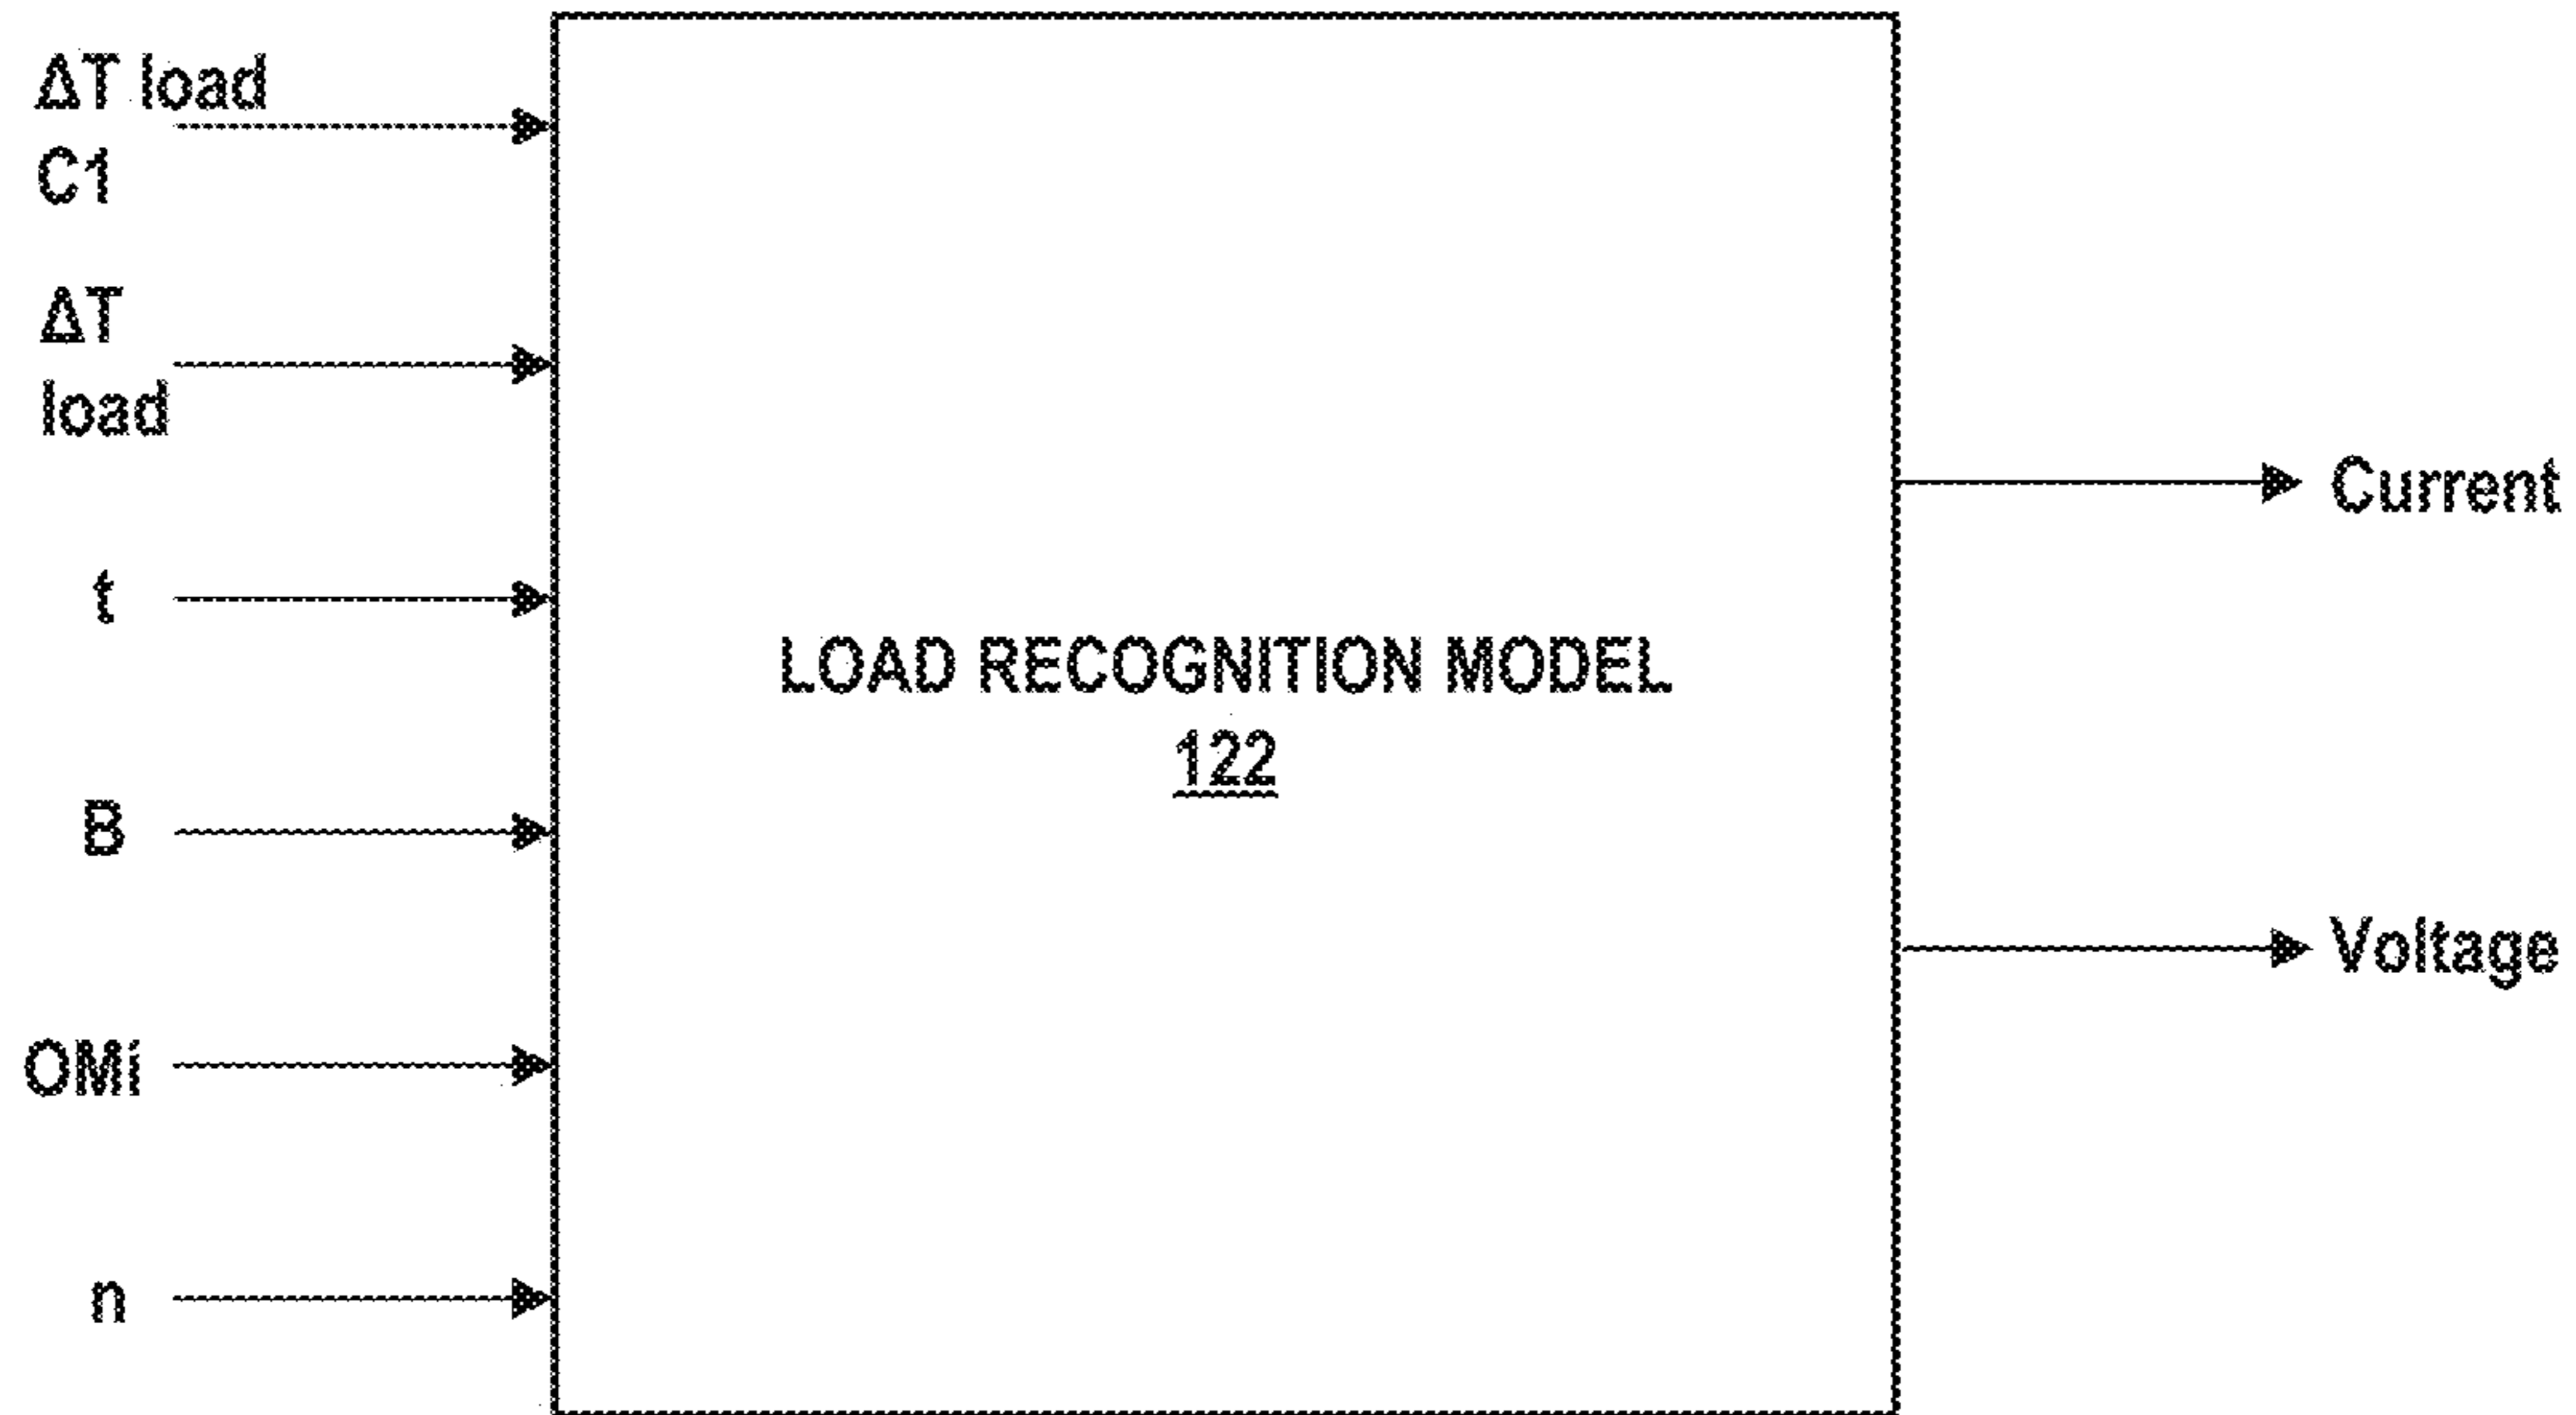 ΔT load
C1
ΔT
load
t
B
OMi
n
LOAD RECOGNITION MODEL
122
Current
Voltage